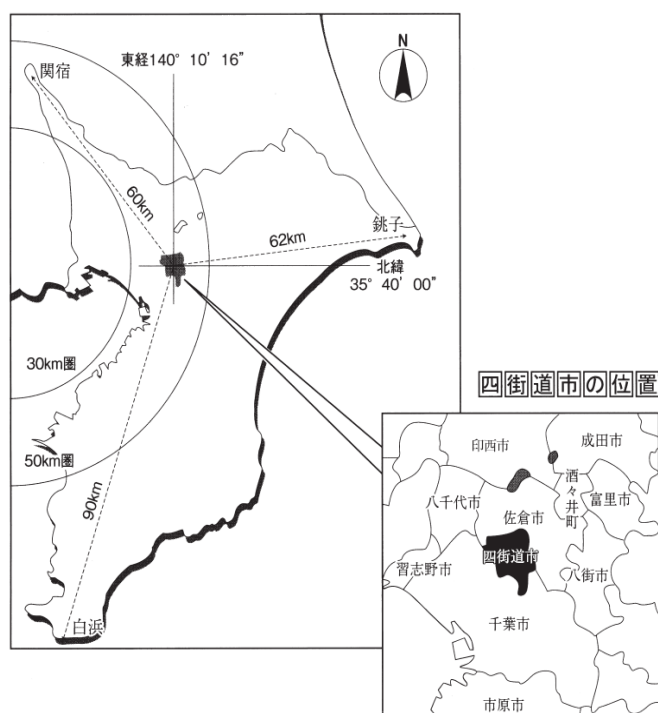 東経140°10’16”
N
関宿
60km
銚子
62km
北緯
35°40’00”
30km圏
50km圏
90km
白浜
四街道市の位置
印西市
成田市
酒々井町
富里市
八千代市
佐倉市
四街道市
習志野市
八街市
千葉市
市原市